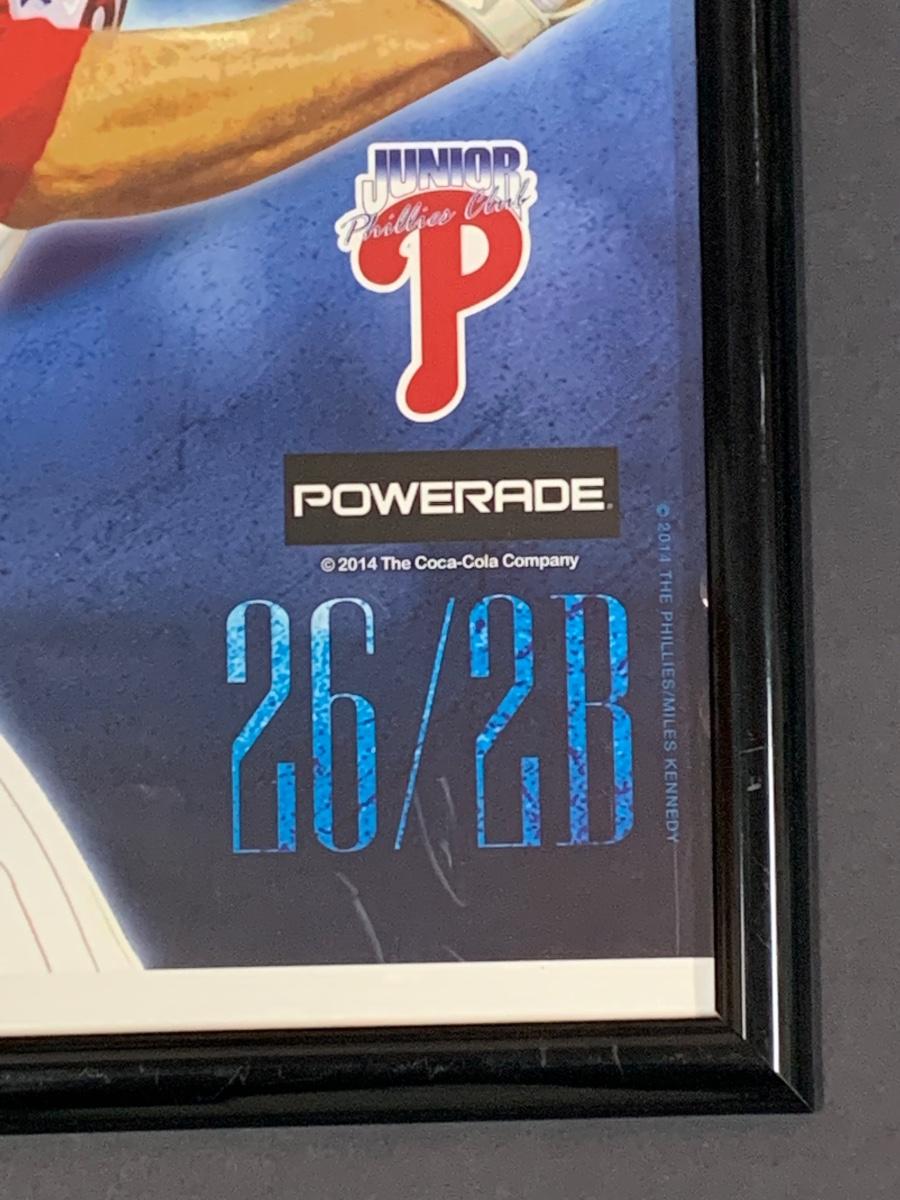 JUNIOR
Phillies Club
P
POWERADE
© 2014 The Coca-Cola Company
26/2B
© 2014 THE PHILLIES/MILES KENNEDY